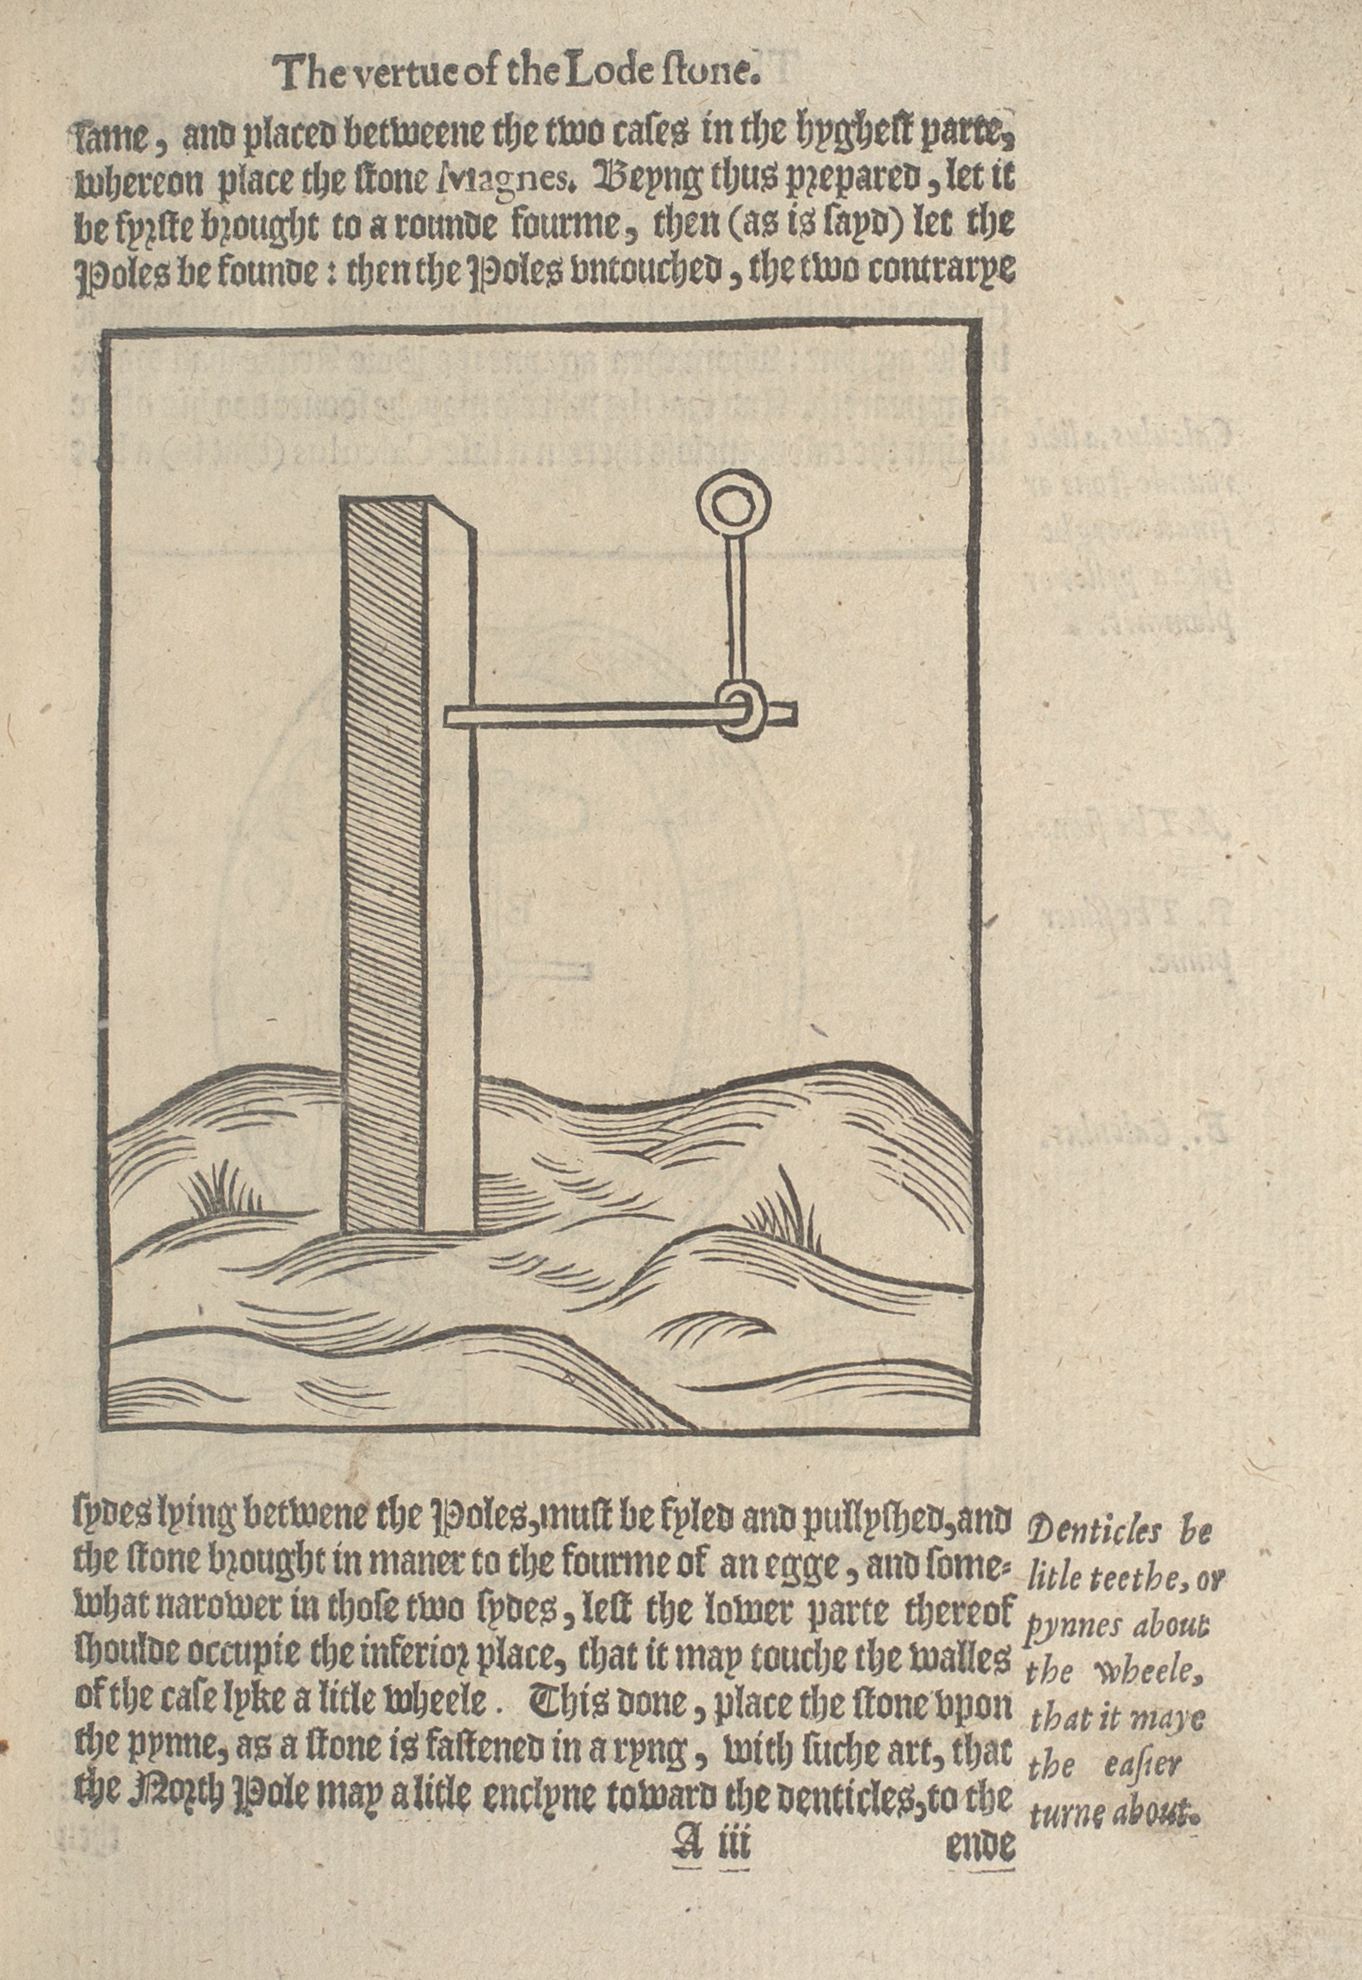 The vertue of the Lode stone.
same, and placed betweene the two cases in the hyghest parte,
whereon place the stone Magnes. Beyng thus prepared, let it
be fyrste brought to a rounde fourme, then (as is sayd) let the
Poles be founde: then the Poles vntouched, the two contrarye
sydes lying betwene the Poles, must be fyled and pullyshed, and
the stone brought in maner to the fourme of an egge, and some=
what narower in those two sydes, lest the lower parte thereof
shoulde occupie the inferior place, that it may touche the walles
of the case lyke a litle wheele. This done, place the stone vpon
the pynne, as a stone is fastened in a ryng, with suche art, that
the North Pole may a litle enclyne toward the denticles, to the
Denticles be
litle teethe, or
pynnes about
the wheele,
that it maye
the easier
turne about.
A iii ende